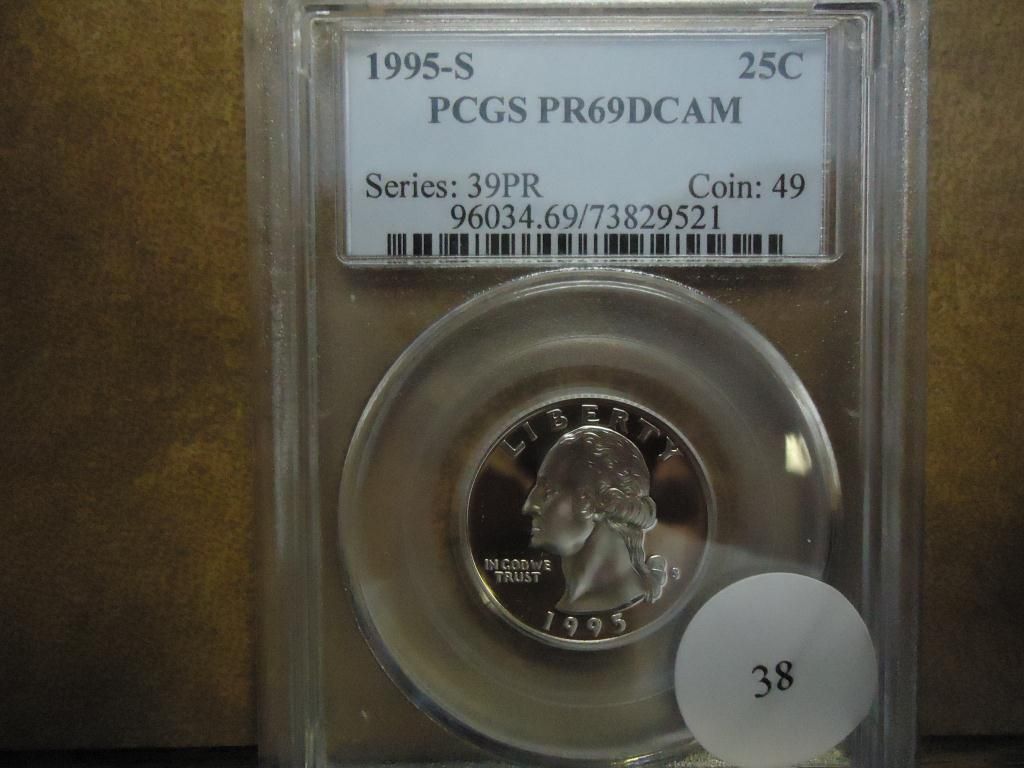 1995-S 25C
PCGS PR69DCAM
Series: 39PR Coin: 49
96034.69/73829521
LIBERTY
IN GOD WE
TRUST
S
1995
38